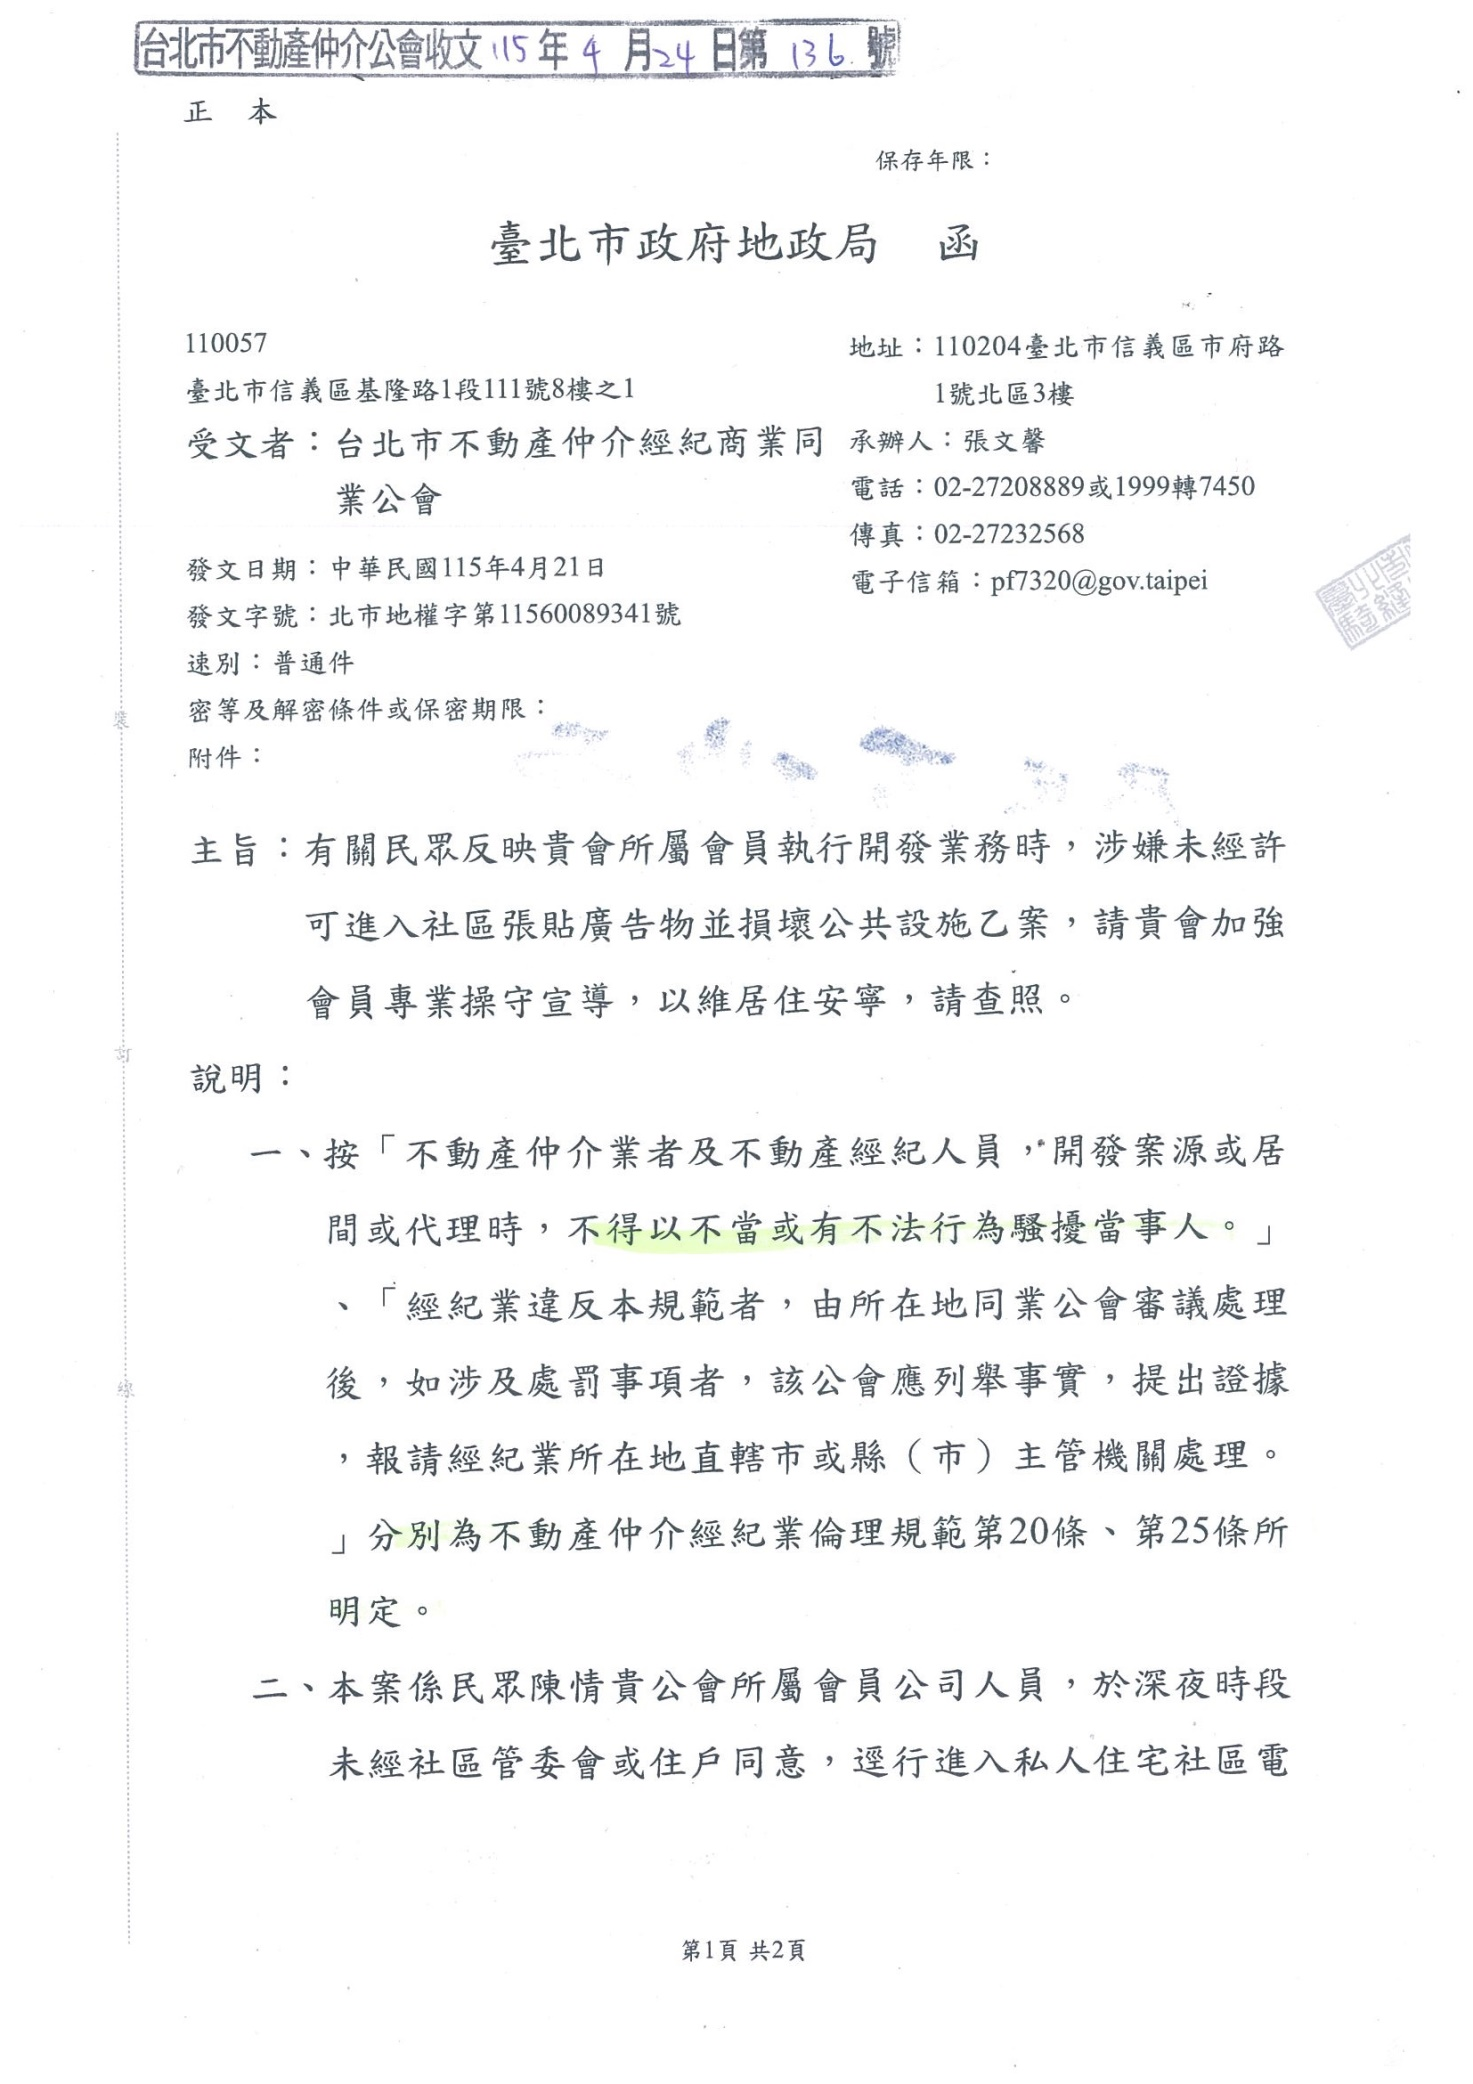 台北市不動產仲介公會收文115年4月24日第136號
正　本
保存年限：
臺北市政府地政局　函
110057
臺北市信義區基隆路1段111號8樓之1
受文者：台北市不動產仲介經紀商業同
業公會
地址：110204臺北市信義區市府路
1號北區3樓
承辦人：張文馨
電話：02-27208889或1999轉7450
傳真：02-27232568
電子信箱：pf7320@gov.taipei
發文日期：中華民國115年4月21日
發文字號：北市地權字第11560089341號
速別：普通件
密等及解密條件或保密期限：
附件：
主旨：有關民眾反映貴會所屬會員執行開發業務時，涉嫌未經許
可進入社區張貼廣告物並損壞公共設施乙案，請貴會加強
會員專業操守宣導，以維居住安寧，請查照。
說明：
一、按「不動產仲介業者及不動產經紀人員，開發案源或居
間或代理時，不得以不當或有不法行為騷擾當事人。」
、「經紀業違反本規範者，由所在地同業公會審議處理
後，如涉及處罰事項者，該公會應列舉事實，提出證據
，報請經紀業所在地直轄市或縣（市）主管機關處理。
」分別為不動產仲介經紀業倫理規範第20條、第25條所
明定。
二、本案係民眾陳情貴公會所屬會員公司人員，於深夜時段
未經社區管委會或住戶同意，逕行進入私人住宅社區電
裝
訂
線
第1頁 共2頁